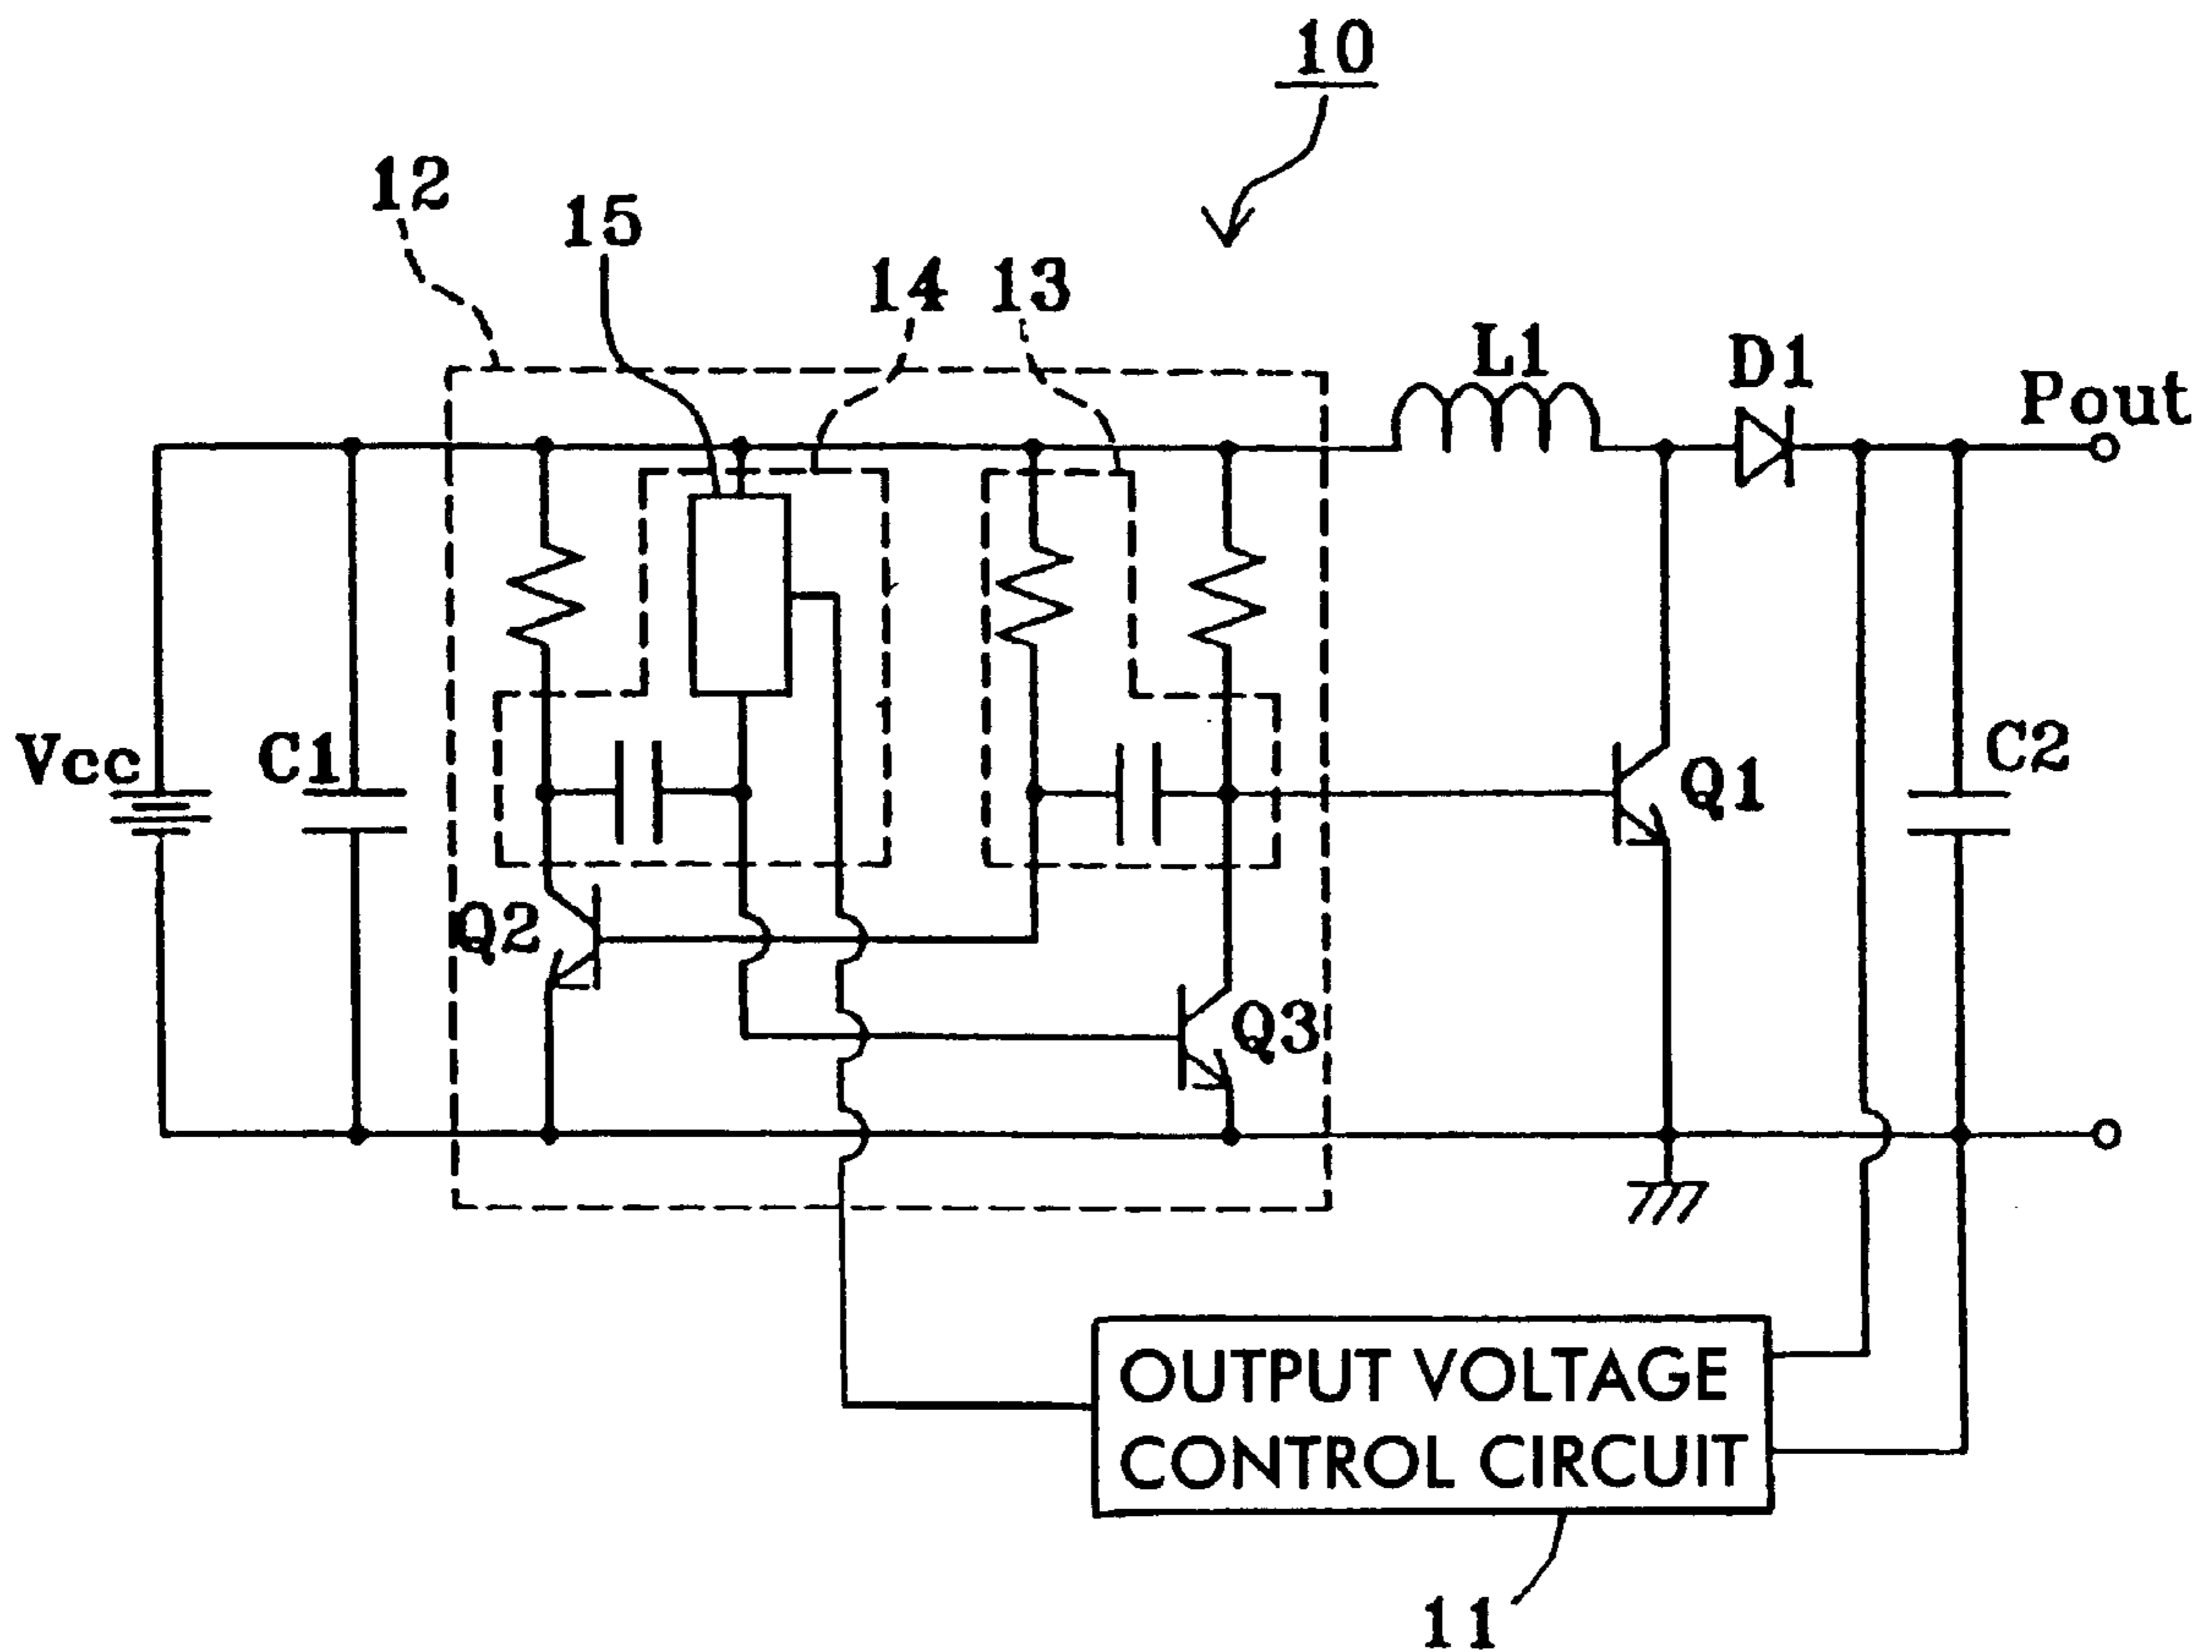 10
12
15
14
13
L1
D1
Pout
Vcc
C1
Q1
C2
Q2
Q3
OUTPUT VOLTAGE
CONTROL CIRCUIT
11